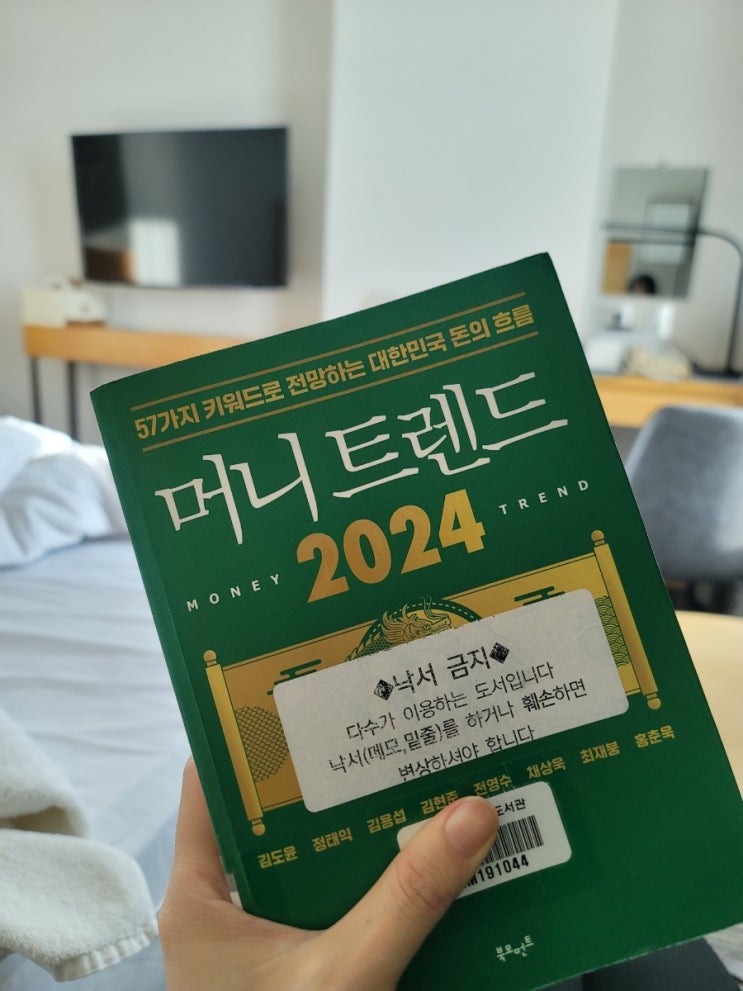 57가지 키워드로 전망하는 대한민국 돈의 흐름
머니 트렌드
MONEY 2024 TREND
◆낙서 금지◆
다수가 이용하는 도서입니다
낙서(메모,밑줄)를 하거나 훼손하면
변상하셔야 합니다
김도윤 정태익 김용섭 김현준 전영수 채상욱 최재붕 홍춘욱
도서관
M191044
북모먼트